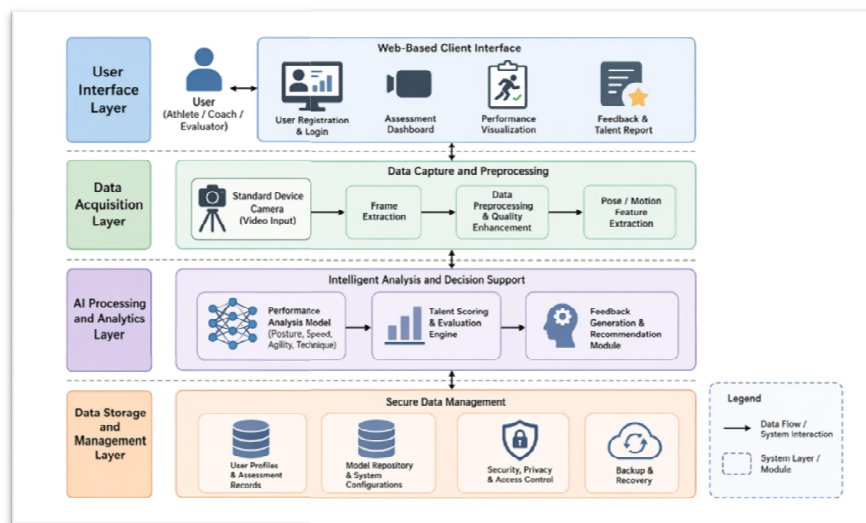 User
Interface
Layer
User
(Athlete / Coach /
Evaluator)
Web-Based Client Interface
User Registration
& Login
Assessment
Dashboard
Performance
Visualization
Feedback &
Talent Report
Data
Acquisition
Layer
Data Capture and Preprocessing
Standard Device
Camera
(Video Input)
Frame
Extraction
Data
Preprocessing
& Quality
Enhancement
Pose / Motion
Feature
Extraction
AI Processing
and Analytics
Layer
Intelligent Analysis and Decision Support
Performance
Analysis Model
(Posture, Speed,
Agility, Technique)
Talent Scoring
& Evaluation
Engine
Feedback
Generation &
Recommendation
Module
Data Storage
and
Management
Layer
Secure Data Management
User Profiles
& Assessment
Records
Model Repository
& System
Configurations
Security, Privacy
& Access Control
Backup &
Recovery
Legend
Data Flow /
System Interaction
System Layer /
Module